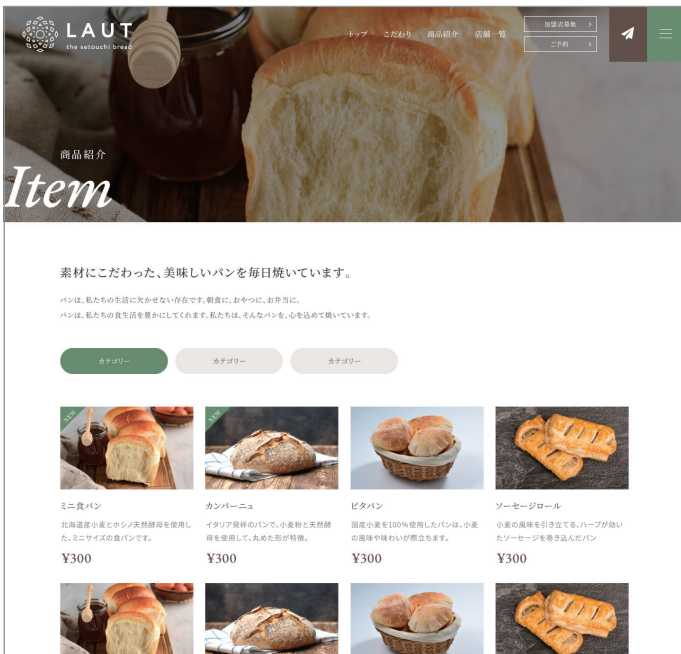 LAUT
the setouchi bread
トップ こだわり 商品紹介 店舗一覧
加盟店募集
ご予約
商品紹介
Item
素材にこだわった、美味しいパンを毎日焼いています。
パンは、私たちの生活に欠かせない存在です。朝食に、おやつに、お弁当に。
パンは、私たちの食生活を豊かにしてくれます。私たちは、そんなパンを、心を込めて焼いています。
カテゴリー カテゴリー カテゴリー
NEW
NEW
ミニ食パン
北海道産小麦とホシノ天然酵母を使用し
た、ミニサイズの食パンです。
¥300
カンパーニュ
イタリア発祥のパンで、小麦粉と天然酵
母を使用して、丸めた形が特徴。
¥300
ピタパン
国産小麦を100%使用したパンは、小麦
の風味や味わいが際立ちます。
¥300
ソーセージロール
小麦の風味を引き立てる、ハーブが効い
たソーセージを巻き込んだパン
¥300